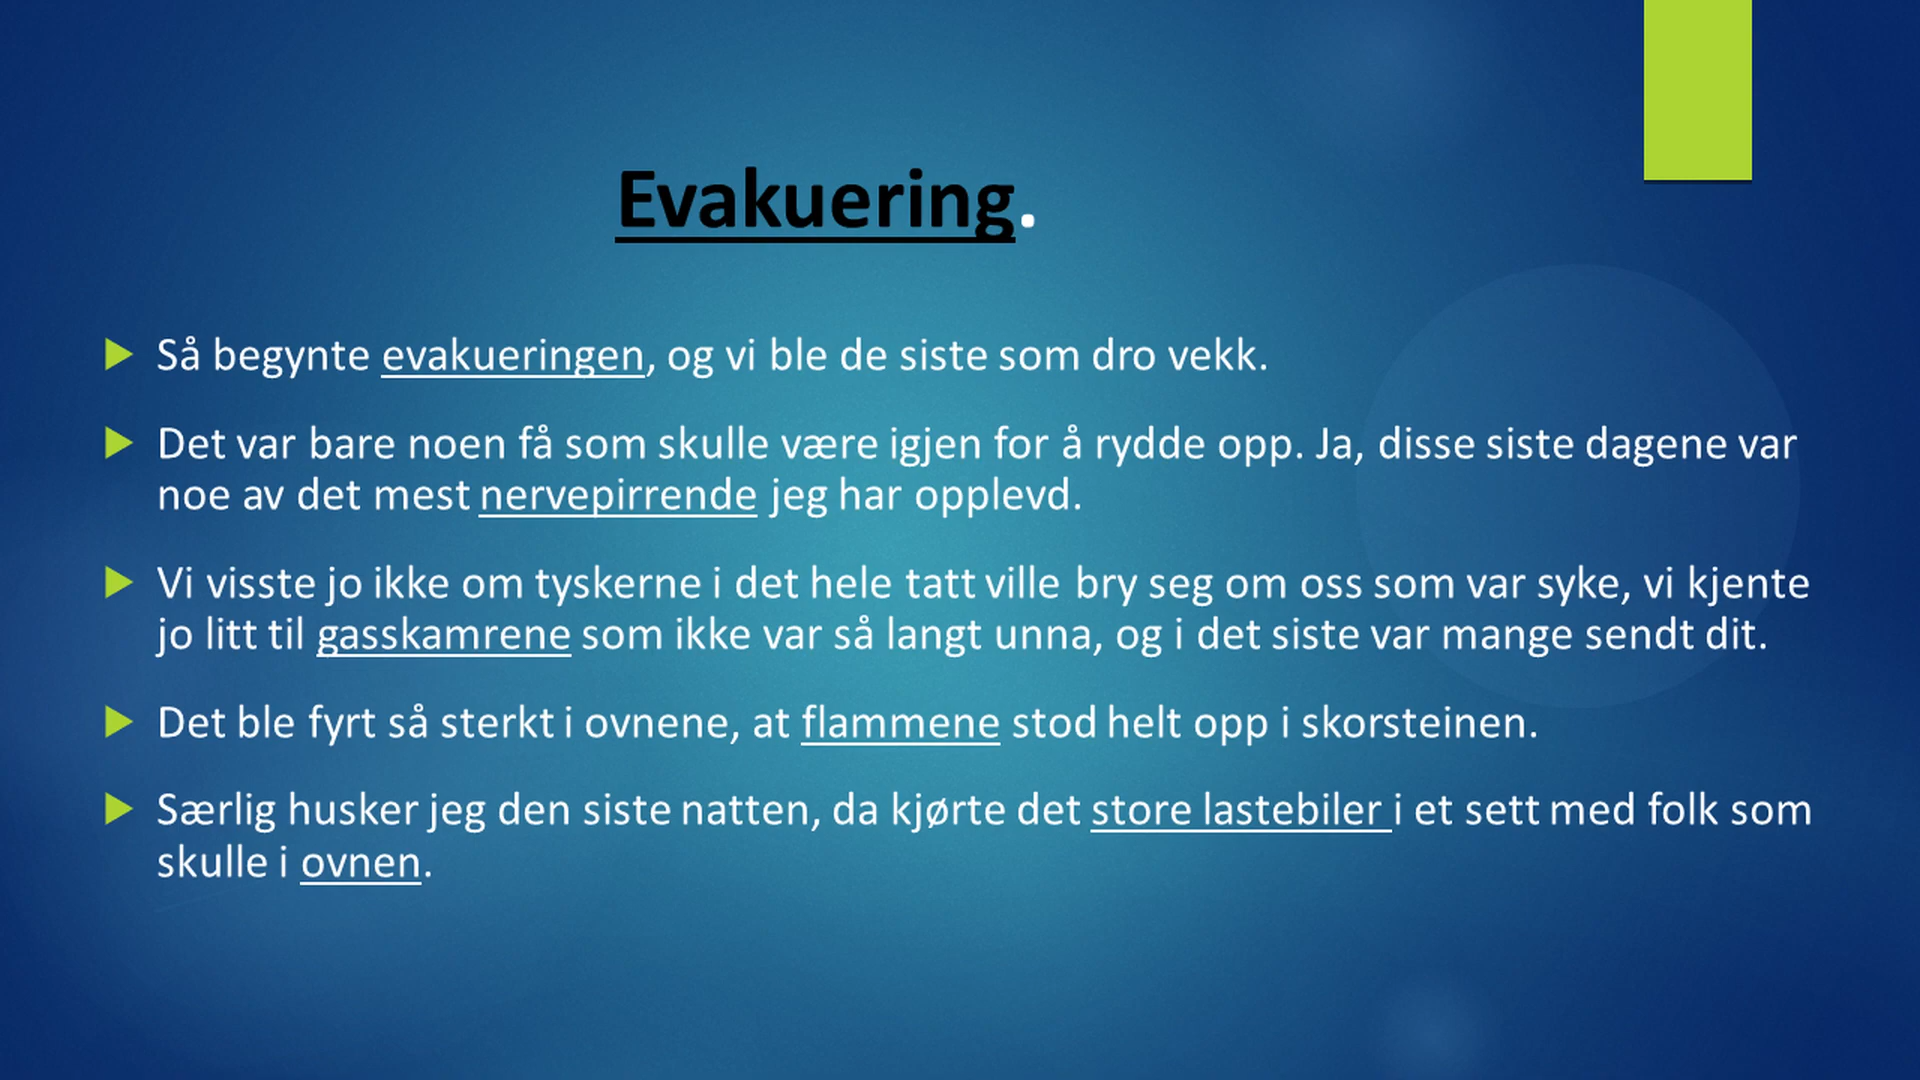 Evakuering.
Så begynte evakueringen, og vi ble de siste som dro vekk.
Det var bare noen få som skulle være igjen for å rydde opp. Ja, disse siste dagene var
noe av det mest nervepirrende jeg har opplevd.
Vi visste jo ikke om tyskerne i det hele tatt ville bry seg om oss som var syke, vi kjente
jo litt til gasskamrene som ikke var så langt unna, og i det siste var mange sendt dit.
Det ble fyrt så sterkt i ovnene, at flammene stod helt opp i skorsteinen.
Særlig husker jeg den siste natten, da kjørte det store lastebiler i et sett med folk som
skulle i ovnen.